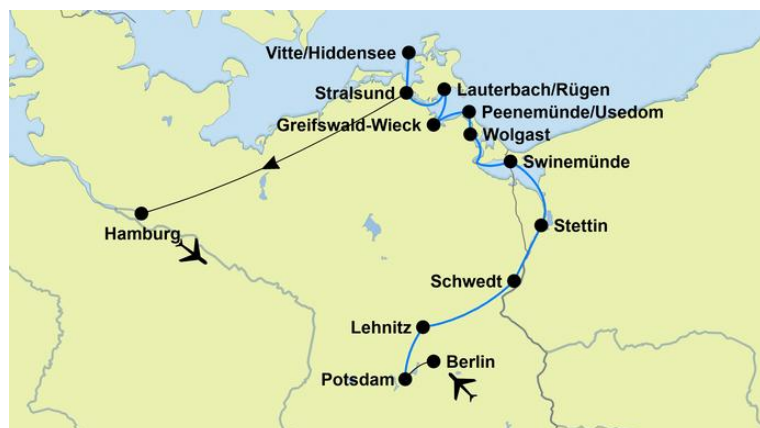 Vitte/Hiddensee
Stralsund
Lauterbach/Rügen
Greifswald-Wieck
Peenemünde/Usedom
Wolgast
Swinemünde
Hamburg
Stettin
Schwedt
Lehnitz
Berlin
Potsdam